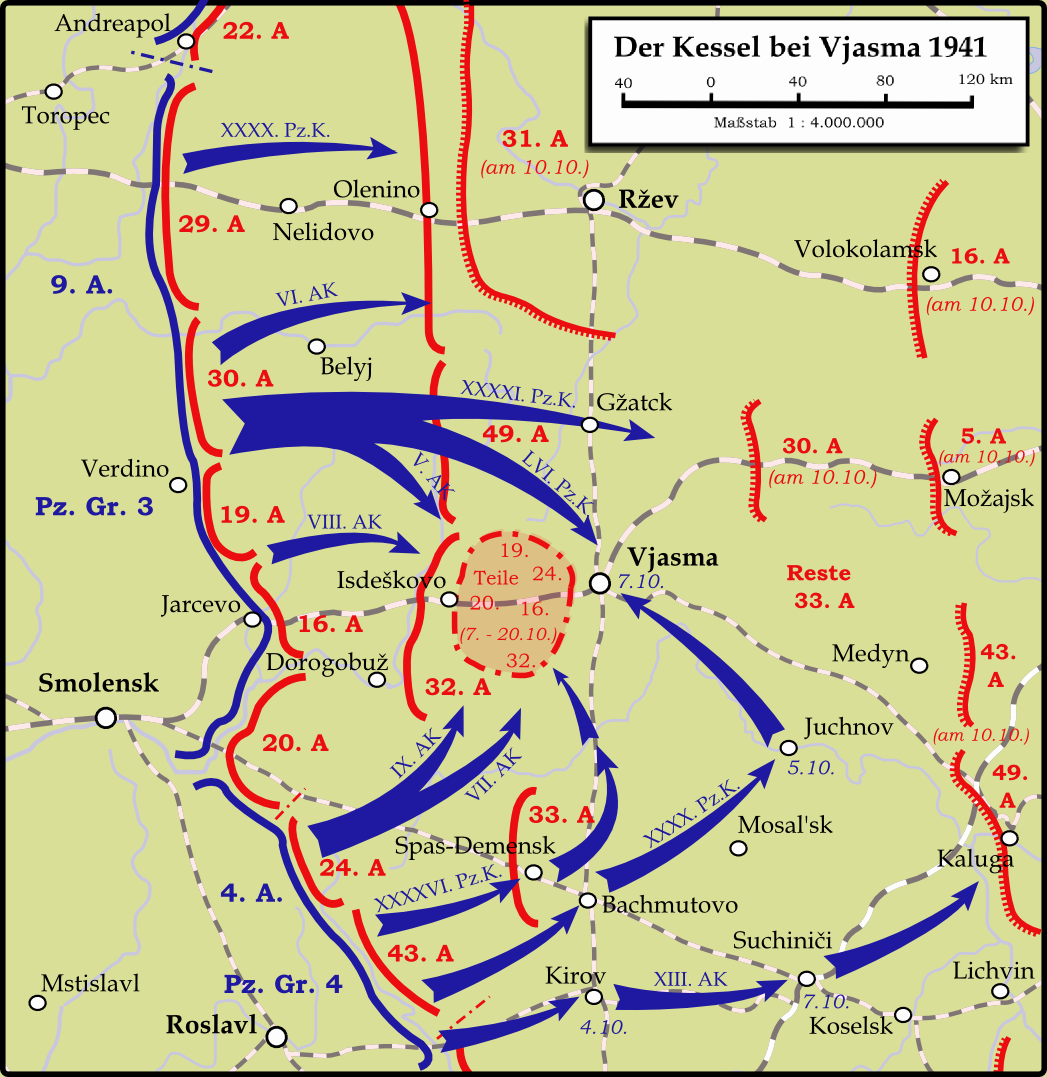 Andreapol
22. A
Der Kessel bei Vjasma 1941
40 0 40 80 120 km
Maßstab 1 : 4.000.000
Toropec
XXXX. Pz.K.
31. A
(am 10.10.)
Olenino
Ržev
29. A
Nelidovo
Volokolamsk
16. A
(am 10.10.)
9. A.
VI. AK
Belyj
30. A
XXXXI. Pz.K.
Gžatck
49. A
30. A
(am 10.10.)
5. A
(am 10.10.)
Možajsk
Verdino
V. AK
LVI. Pz.K
Pz. Gr. 3
19. A
VIII. AK
19.
Teile
24.
20.
16.
(7. - 20.10.)
32.
Isdeškovo
Vjasma
7.10.
Reste
33. A
Jarcevo
16. A
Dorogobuž
32. A
Medyn
43.
A
(am 10.10.)
Smolensk
20. A
IX. AK
VII. AK
Juchnov
5.10.
49.
A
33. A
XXXX. Pz.K.
Mosal'sk
Spas-Demensk
Kaluga
24. A
4. A.
XXXXVI. Pz.K.
Bachmutovo
43. A
Suchiniči
Pz. Gr. 4
Kirov
XIII. AK
Lichvin
Mstislavl
7.10.
Roslavl
4.10.
Koselsk